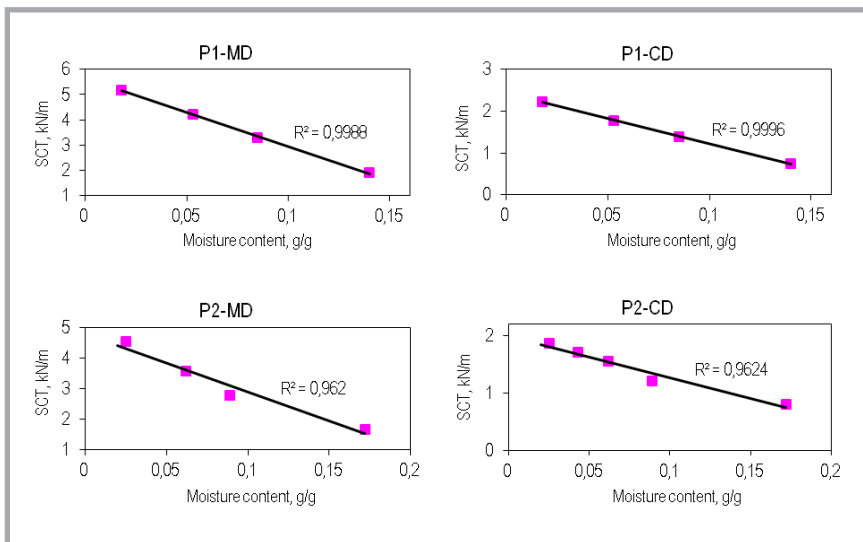 P1-MD
SCT, kN/m
6
5
4
3
2
1
R² = 0,9988
0 0,05 0,1 0,15
Moisture content, g/g
P1-CD
SCT, kN/m
3
2
1
0
R² = 0,9996
0 0,05 0,1 0,15
Moisture content, g/g
P2-MD
SCT, kN/m
5
4
3
2
1
R² = 0,962
0 0,05 0,1 0,15 0,2
Moisture content, g/g
P2-CD
SCT, kN/m
2
1
0
R² = 0,9624
0 0,05 0,1 0,15 0,2
Moisture content, g/g